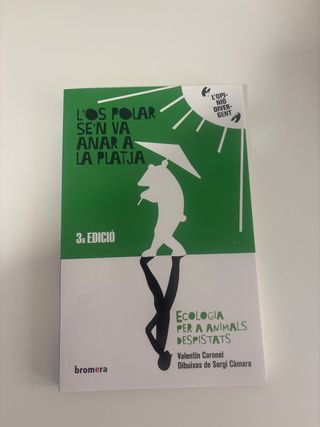 L'OS POLAR
SE'N VA
ANAR A
LA PLATJA
"L'OPI-
NIÓ
DIVER-
GENT"
3a EDICIÓ
ECOLOGIA
PER A ANIMALS
DESPISTATS
Valentín Coronel
Dibuixos de Sergi Càmara
bromera